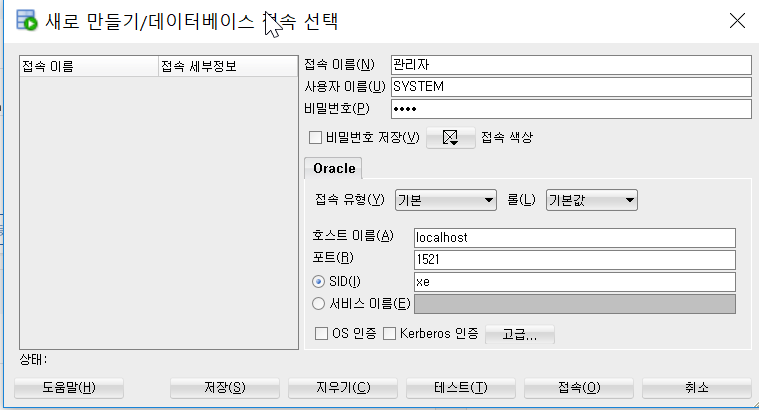 새로 만들기/데이터베이스 접속 선택
접속 이름 접속 세부정보
접속 이름(N) 관리자
사용자 이름(U) SYSTEM
비밀번호(P) ••••
비밀번호 저장(V) 접속 색상
Oracle
접속 유형(Y) 기본 롤(L) 기본값
호스트 이름(A) localhost
포트(R) 1521
SID(I) xe
서비스 이름(E)
OS 인증 Kerberos 인증 고급...
상태:
도움말(H) 저장(S) 지우기(C) 테스트(T) 접속(O) 취소